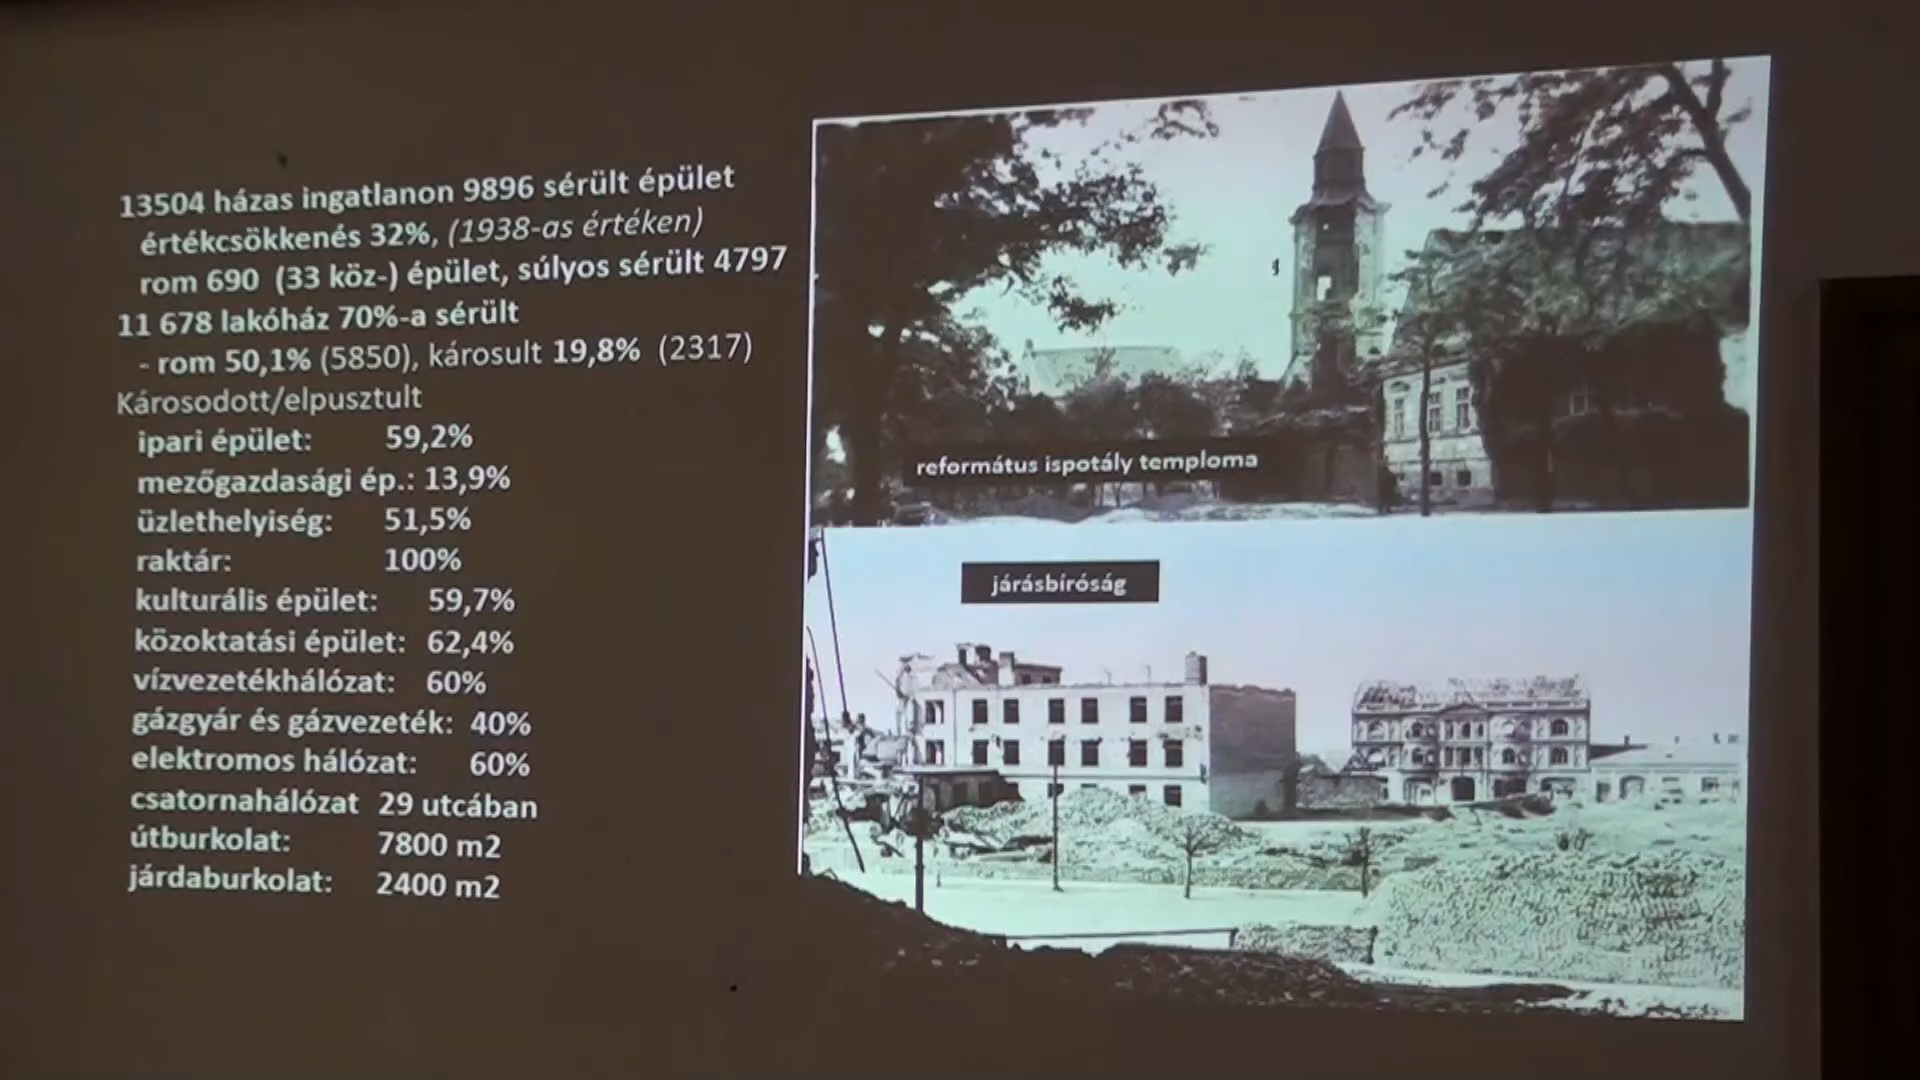 13504 házas ingatlanon 9896 sérült épület
értékcsökkenés 32%, (1938-as értéken)
rom 690 (33 köz-) épület, súlyos sérült 4797
11 678 lakóház 70%-a sérült
- rom 50,1% (5850), károsult 19,8% (2317)
Károsodott/elpusztult
ipari épület: 59,2%
mezőgazdasági ép.: 13,9%
üzlethelyiség: 51,5%
raktár: 100%
kulturális épület: 59,7%
közoktatási épület: 62,4%
vízvezetékhálózat: 60%
gázgyár és gázvezeték: 40%
elektromos hálózat: 60%
csatornahálózat 29 utcában
útburkolat: 7800 m2
járdaburkolat: 2400 m2
református ispotály temploma
járásbíróság